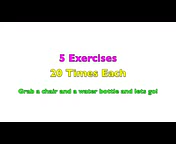 5 Exercises
20 Times Each
Grab a chair and a water bottle and lets go!